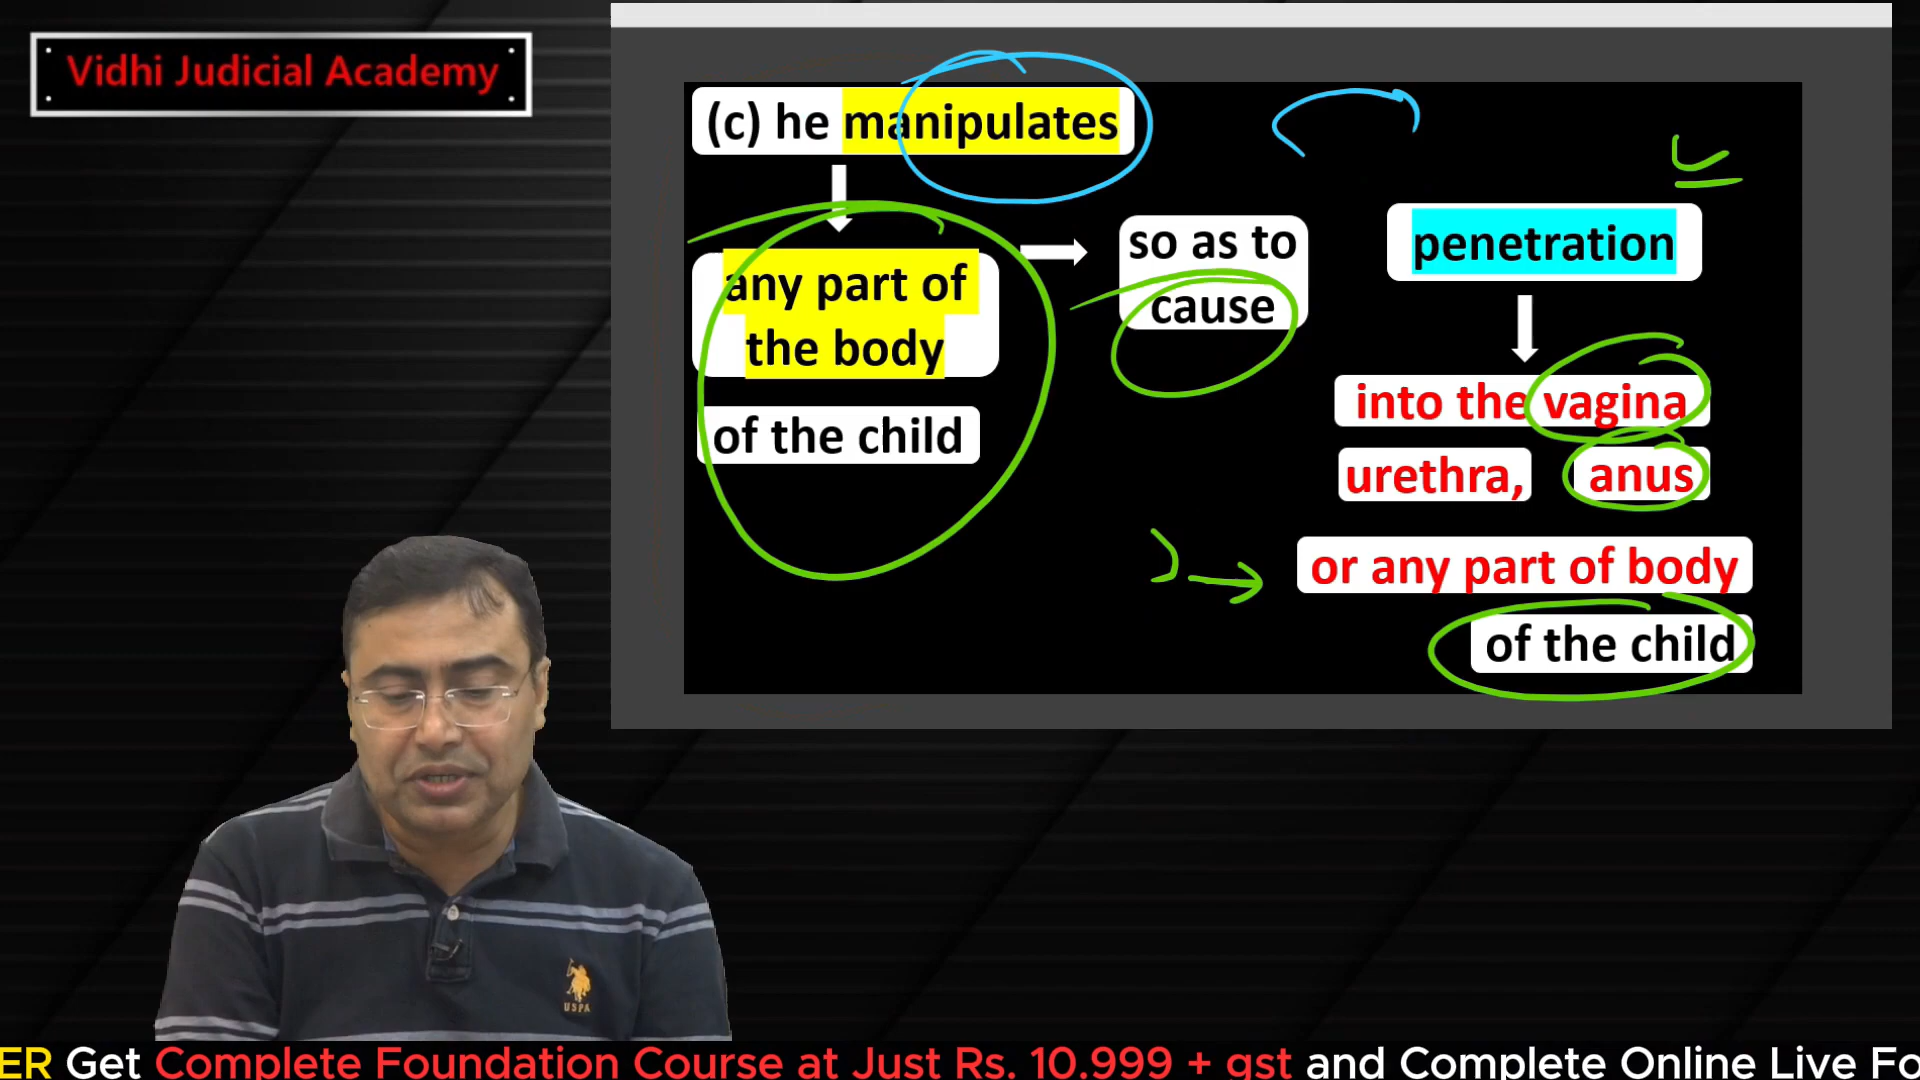 Vidhi Judicial Academy
(c) he manipulates
any part of
the body
of the child
so as to
cause
penetration
into the vagina
urethra, anus
or any part of body
of the child
USPA
ER Get Complete Foundation Course at Just Rs. 10.999 + gst and Complete Online Live Fo